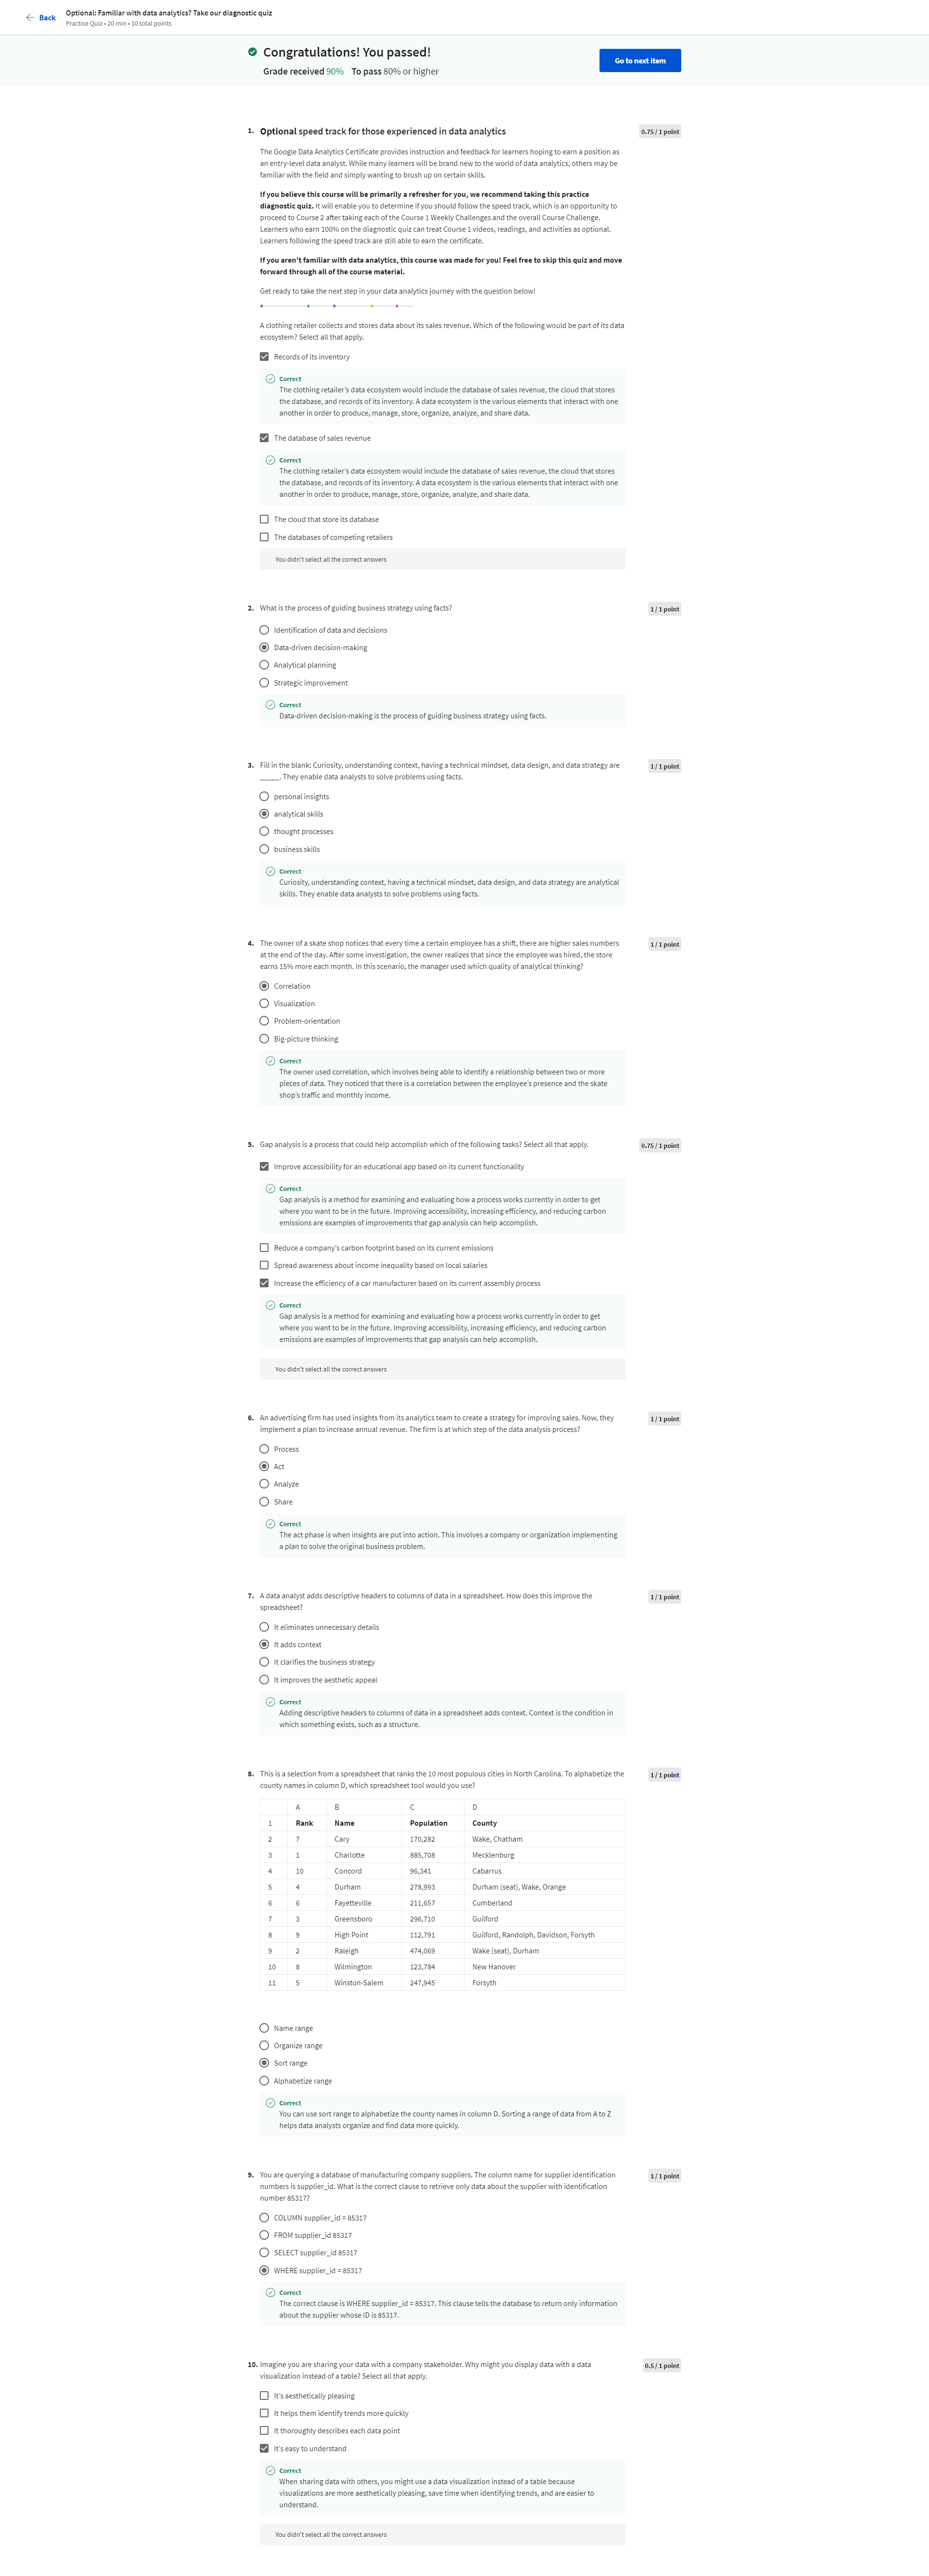 Back
Optional: Familiar with data analytics? Take our diagnostic quiz
Practice Quiz • 20 min • 10 total points
Congratulations! You passed!
Grade received 90% To pass 80% or higher
Go to next item
1. Optional speed track for those experienced in data analytics
0.75 / 1 point
The Google Data Analytics Certificate provides instruction and feedback for learners hoping to earn a position as
an entry-level data analyst. While many learners will be brand new to the world of data analytics, others may be
familiar with the field and simply wanting to brush up on certain skills.
If you believe this course will be primarily a refresher for you, we recommend taking this practice
diagnostic quiz. It will enable you to determine if you should follow the speed track, which is an opportunity to
proceed to Course 2 after taking each of the Course 1 Weekly Challenges and the overall Course Challenge.
Learners who earn 100% on the diagnostic quiz can treat Course 1 videos, readings, and activities as optional.
Learners following the speed track are still able to earn the certificate.
If you aren't familiar with data analytics, this course was made for you! Feel free to skip this quiz and move
forward through all of the course material.
Get ready to take the next step in your data analytics journey with the question below!
A clothing retailer collects and stores data about its sales revenue. Which of the following would be part of its data
ecosystem? Select all that apply.
Records of its inventory
Correct
The clothing retailer's data ecosystem would include the database of sales revenue, the cloud that stores
the database, and records of its inventory. A data ecosystem is the various elements that interact with one
another in order to produce, manage, store, organize, analyze, and share data.
The database of sales revenue
Correct
The clothing retailer's data ecosystem would include the database of sales revenue, the cloud that stores
the database, and records of its inventory. A data ecosystem is the various elements that interact with one
another in order to produce, manage, store, organize, analyze, and share data.
The cloud that store its database
The databases of competing retailers
You didn't select all the correct answers
2. What is the process of guiding business strategy using facts?
1 / 1 point
Identification of data and decisions
Data-driven decision-making
Analytical planning
Strategic improvement
Correct
Data-driven decision-making is the process of guiding business strategy using facts.
3. Fill in the blank: Curiosity, understanding context, having a technical mindset, data design, and data strategy are
1 / 1 point
_____. They enable data analysts to solve problems using facts.
personal insights
analytical skills
thought processes
business skills
Correct
Curiosity, understanding context, having a technical mindset, data design, and data strategy are analytical
skills. They enable data analysts to solve problems using facts.
4. The owner of a skate shop notices that every time a certain employee has a shift, there are higher sales numbers
1 / 1 point
at the end of the day. After some investigation, the owner realizes that since the employee was hired, the store
earns 15% more each month. In this scenario, the manager used which quality of analytical thinking?
Correlation
Visualization
Problem-orientation
Big-picture thinking
Correct
The owner used correlation, which involves being able to identify a relationship between two or more
pieces of data. They noticed that there is a correlation between the employee's presence and the skate
shop's traffic and monthly income.
5. Gap analysis is a process that could help accomplish which of the following tasks? Select all that apply.
0.75 / 1 point
Improve accessibility for an educational app based on its current functionality
Correct
Gap analysis is a method for examining and evaluating how a process works currently in order to get
where you want to be in the future. Improving accessibility, increasing efficiency, and reducing carbon
emissions are examples of improvements that gap analysis can help accomplish.
Reduce a company's carbon footprint based on its current emissions
Spread awareness about income inequality based on local salaries
Increase the efficiency of a car manufacturer based on its current assembly process
Correct
Gap analysis is a method for examining and evaluating how a process works currently in order to get
where you want to be in the future. Improving accessibility, increasing efficiency, and reducing carbon
emissions are examples of improvements that gap analysis can help accomplish.
You didn't select all the correct answers
6. An advertising firm has used insights from its analytics team to create a strategy for improving sales. Now, they
1 / 1 point
implement a plan to increase annual revenue. The firm is at which step of the data analysis process?
Process
Act
Analyze
Share
Correct
The act phase is when insights are put into action. This involves a company or organization implementing
a plan to solve the original business problem.
7. A data analyst adds descriptive headers to columns of data in a spreadsheet. How does this improve the
1 / 1 point
spreadsheet?
It eliminates unnecessary details
It adds context
It clarifies the business strategy
It improves the aesthetic appeal
Correct
Adding descriptive headers to columns of data in a spreadsheet adds context. Context is the condition in
which something exists, such as a structure.
8. This is a selection from a spreadsheet that ranks the 10 most populous cities in North Carolina. To alphabetize the
1 / 1 point
county names in column D, which spreadsheet tool would you use?
A B C D
1 Rank Name Population County
2 7 Cary 170,282 Wake, Chatham
3 1 Charlotte 885,708 Mecklenburg
4 10 Concord 96,341 Cabarrus
5 4 Durham 278,993 Durham (seat), Wake, Orange
6 6 Fayetteville 211,657 Cumberland
7 3 Greensboro 296,710 Guilford
8 9 High Point 112,791 Guilford, Randolph, Davidson, Forsyth
9 2 Raleigh 474,069 Wake (seat), Durham
10 8 Wilmington 123,784 New Hanover
11 5 Winston-Salem 247,945 Forsyth
Name range
Organize range
Sort range
Alphabetize range
Correct
You can use sort range to alphabetize the county names in column D. Sorting a range of data from A to Z
helps data analysts organize and find data more quickly.
9. You are querying a database of manufacturing company suppliers. The column name for supplier identification
1 / 1 point
numbers is supplier_id. What is the correct clause to retrieve only data about the supplier with identification
number 85317?
COLUMN supplier_id = 85317
FROM supplier_id 85317
SELECT supplier_id 85317
WHERE supplier_id = 85317
Correct
The correct clause is WHERE supplier_id = 85317. This clause tells the database to return only information
about the supplier whose ID is 85317.
10. Imagine you are sharing your data with a company stakeholder. Why might you display data with a data
0.5 / 1 point
visualization instead of a table? Select all that apply.
It's aesthetically pleasing
It helps them identify trends more quickly
It thoroughly describes each data point
It's easy to understand
Correct
When sharing data with others, you might use a data visualization instead of a table because
visualizations are more aesthetically pleasing, save time when identifying trends, and are easier to
understand.
You didn't select all the correct answers